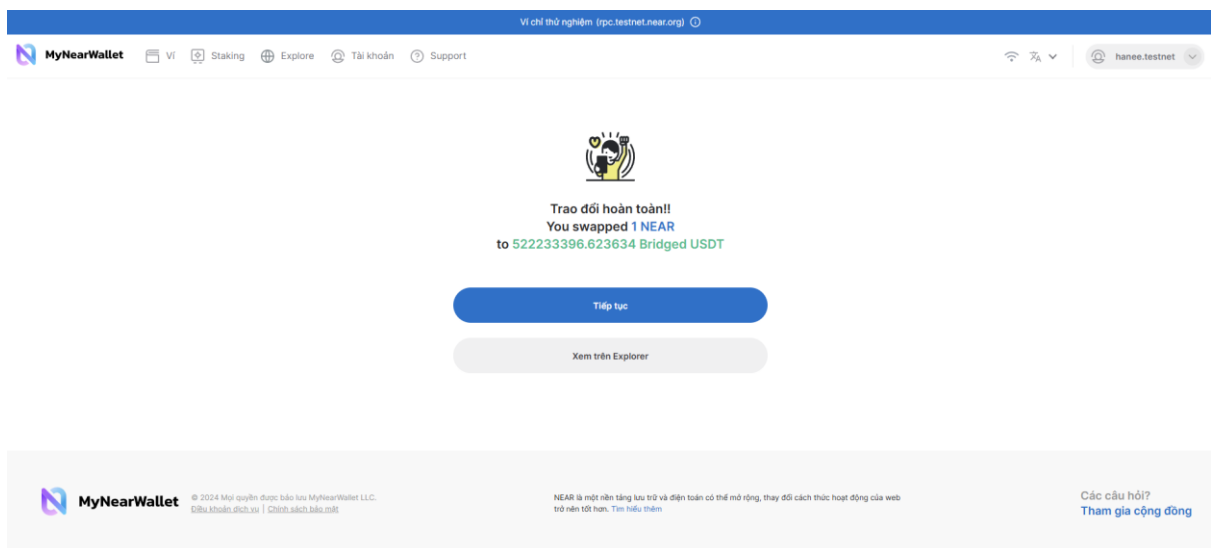 Ví chỉ thử nghiệm (rpc.testnet.near.org)
MyNearWallet Ví Staking Explore Tài khoản Support hanee.testnet
Trao đổi hoàn toàn!!
You swapped 1 NEAR
to 522233396.623634 Bridged USDT
Tiếp tục
Xem trên Explorer
MyNearWallet
© 2024 Mọi quyền được bảo lưu MyNearWallet LLC.
Điều khoản dịch vụ | Chính sách bảo mật
NEAR là một nền tảng lưu trữ và điện toán có thể mở rộng, thay đổi cách thức hoạt động của web
trở nên tốt hơn. Tìm hiểu thêm
Các câu hỏi?
Tham gia cộng đồng